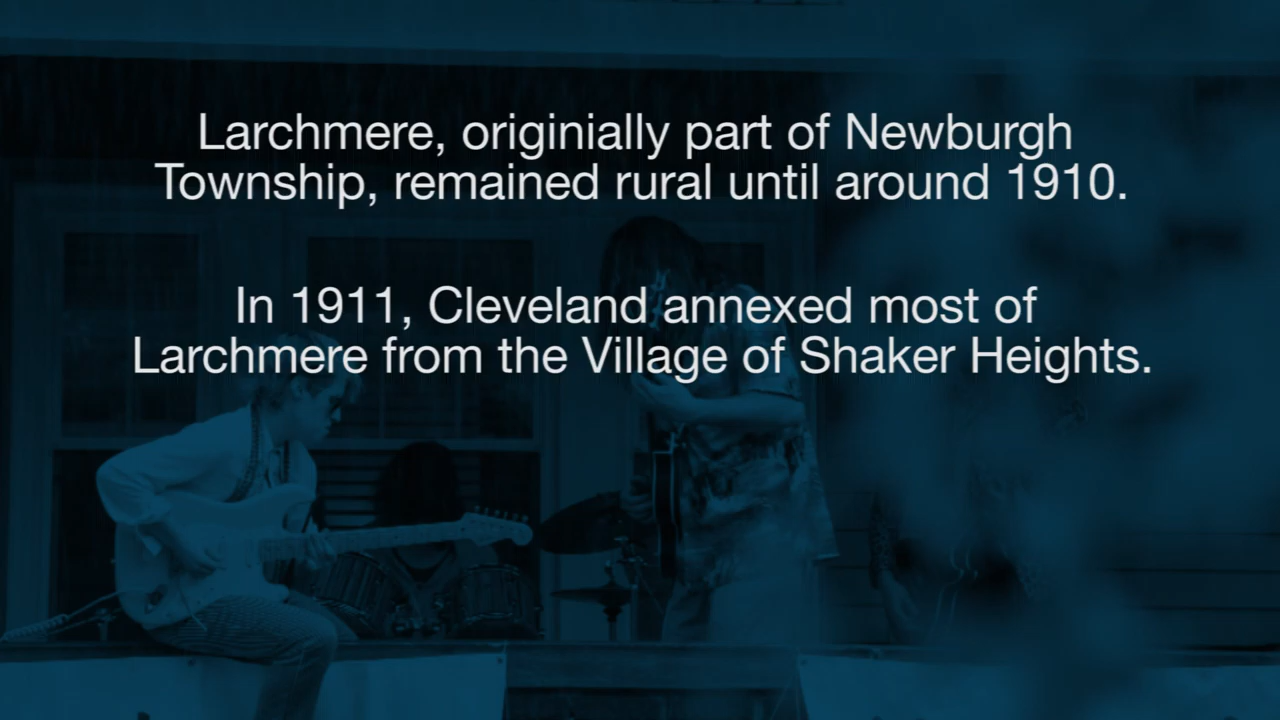 Larchmere, originially part of Newburgh
Township, remained rural until around 1910.
In 1911, Cleveland annexed most of
Larchmere from the Village of Shaker Heights.